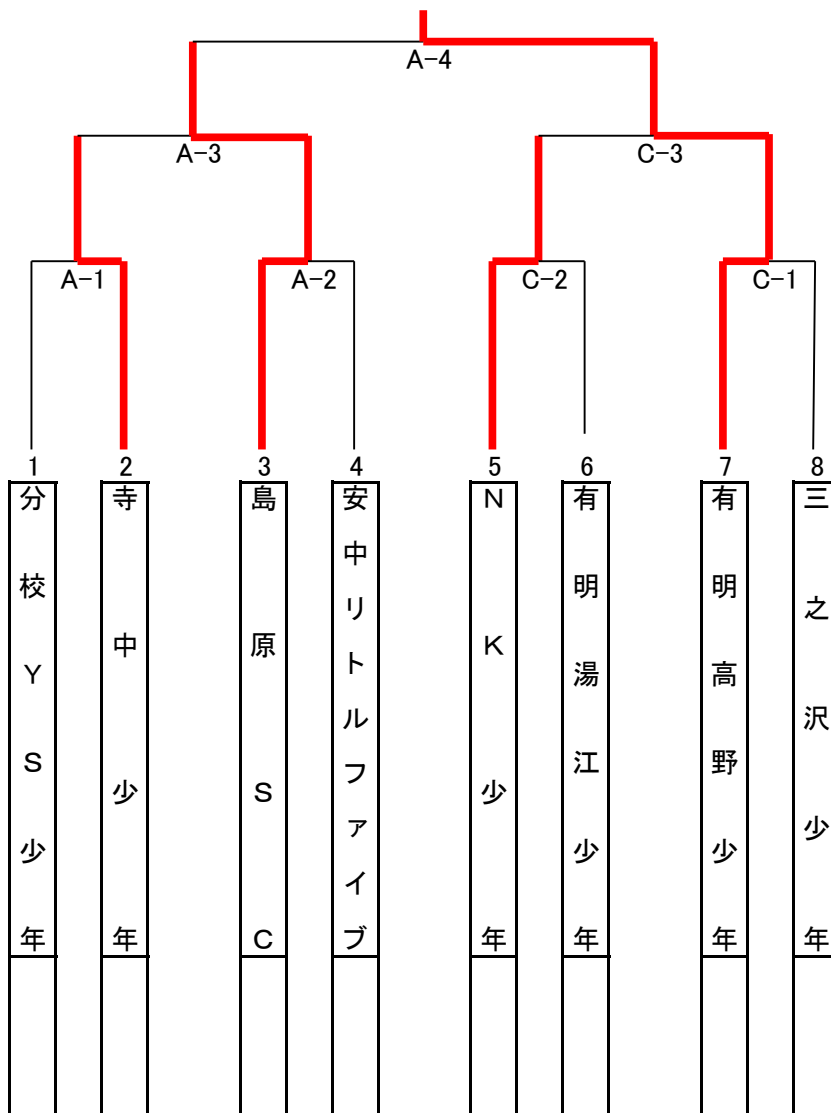 A-4
A-3
C-3
A-1
A-2
C-2
C-1
1
2
3
4
5
6
7
8
分校YS少年
寺中少年
島原SC
安中リトルファイブ
NK少年
有明湯江少年
有明高野少年
三之沢少年